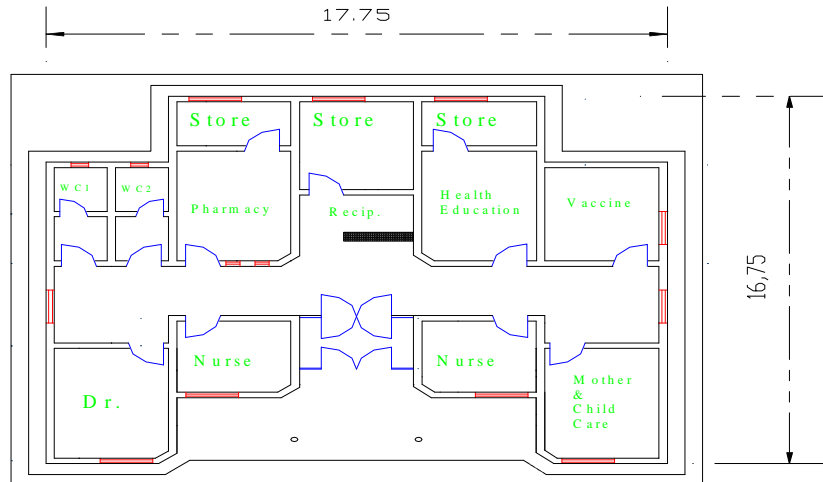 17.75
Store
Store
Store
WC1
WC2
Pharmacy
Recip.
Health
Education
Vaccine
16,75
Nurse
Nurse
Dr.
Mother
&
Child
Care